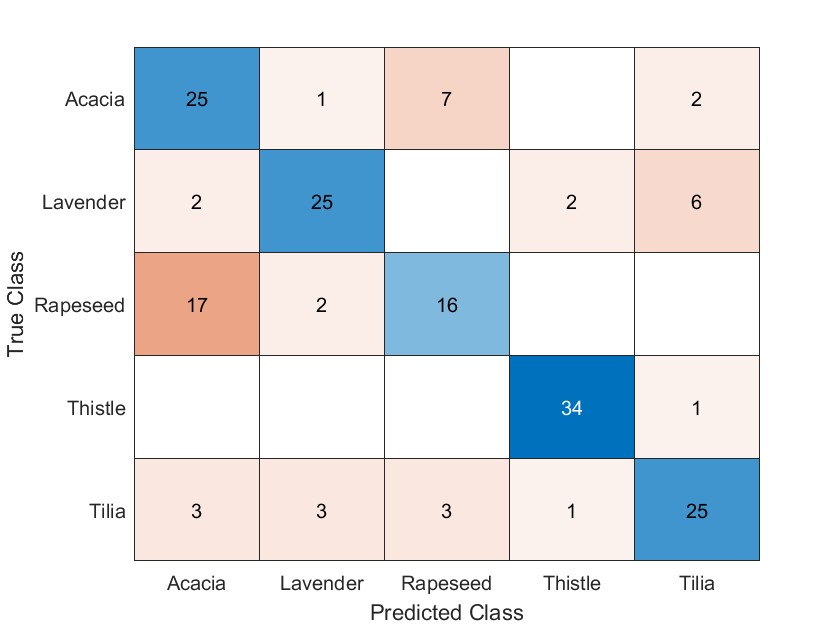 Acacia 25 1 7 2
Lavender 2 25 2 6
Rapeseed 17 2 16
Thistle 34 1
Tilia 3 3 3 1 25
Acacia Lavender Rapeseed Thistle Tilia
Predicted Class
True Class